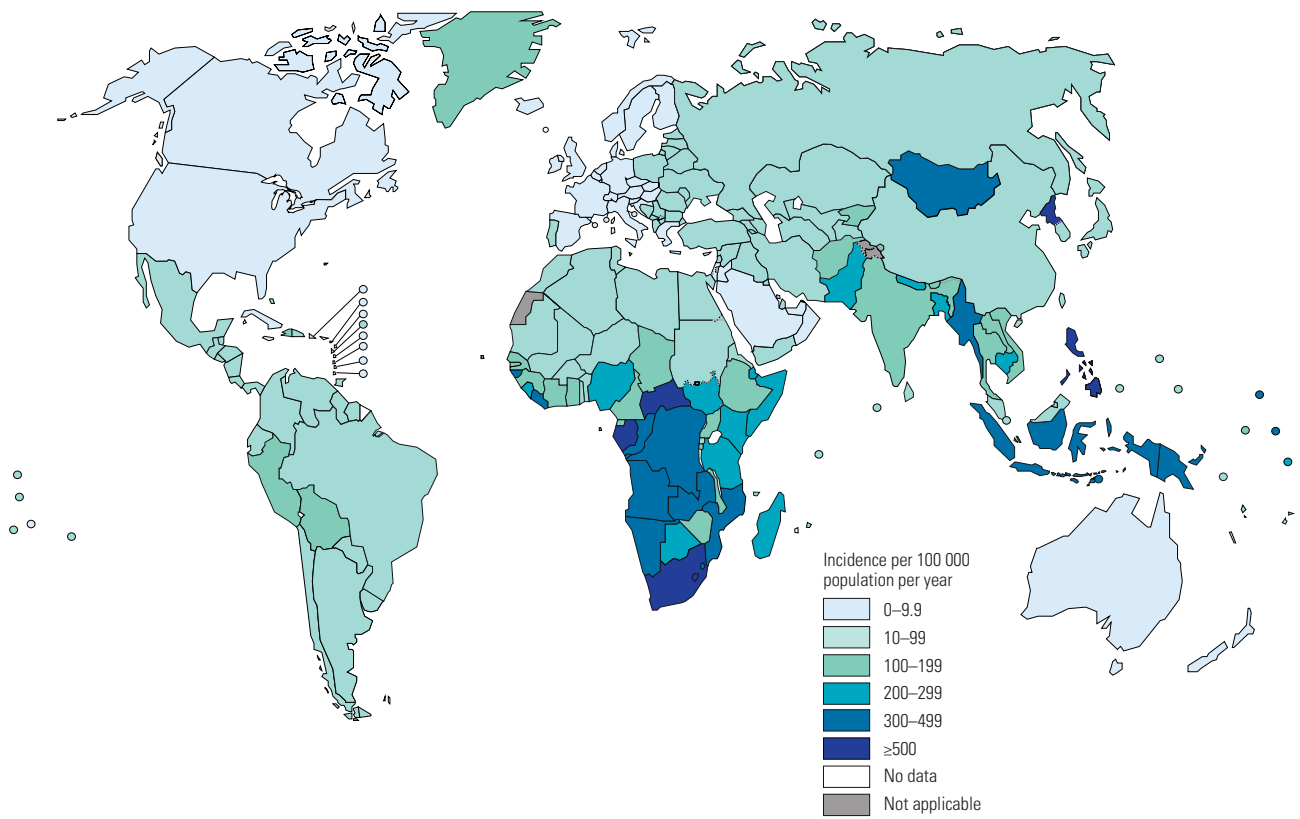 Incidence per 100 000
population per year
0–9.9
10–99
100–199
200–299
300–499
≥500
No data
Not applicable